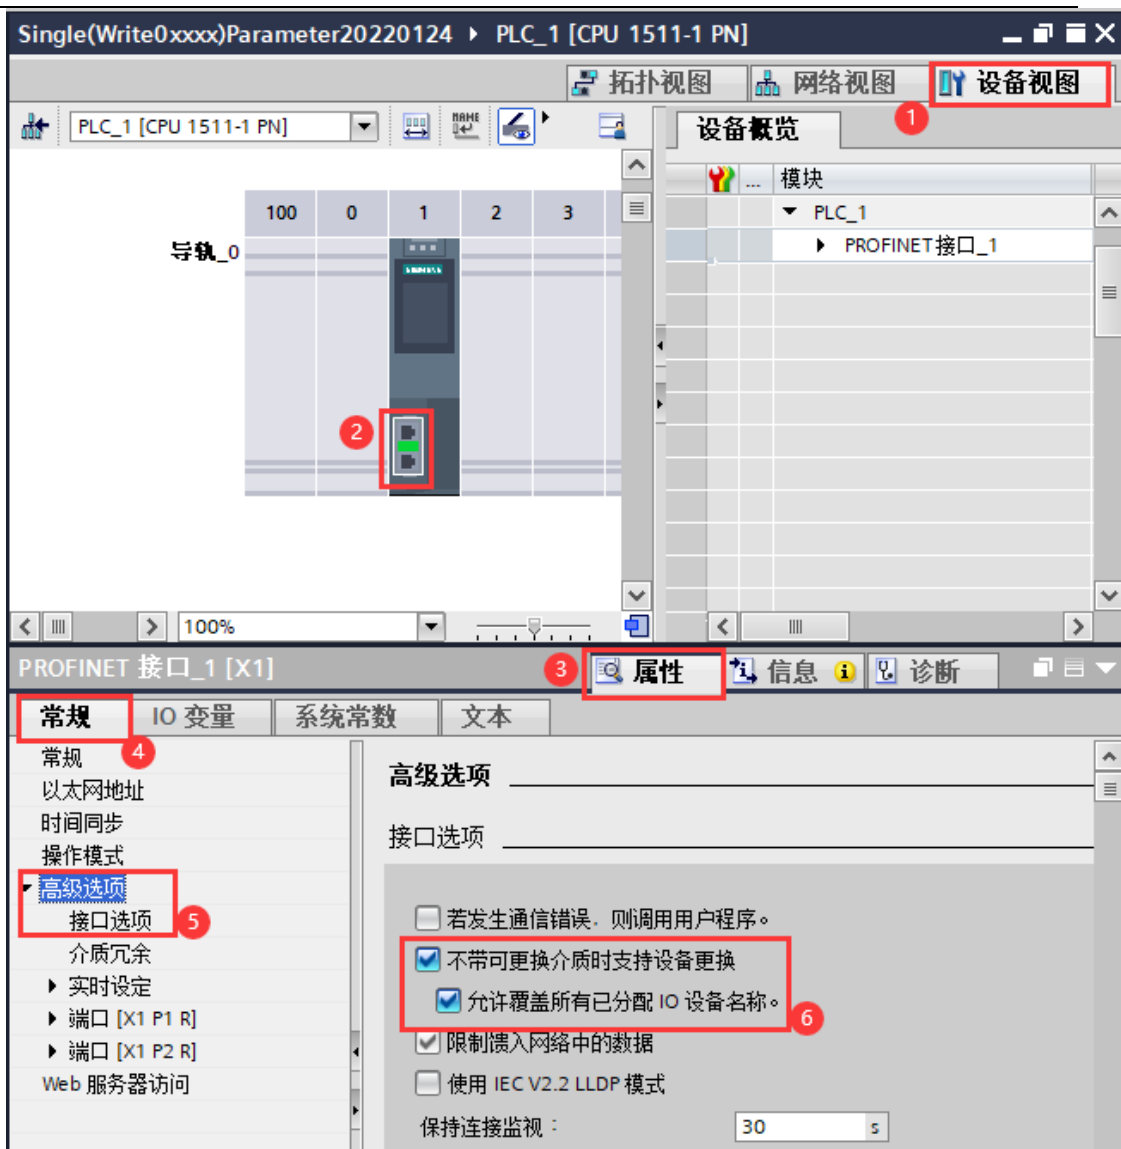 Single(Write0xxxx)Parameter20220124 ▸ PLC_1 [CPU 1511-1 PN]
拓扑视图 网络视图 设备视图
1
PLC_1 [CPU 1511-1 PN]
设备概览
... 模块
100 0 1 2 3
PLC_1
导轨_0
PROFINET接口_1
SIEMENS
2
100%
PROFINET 接口_1 [X1]
3
属性 信息 诊断
常规 IO 变量 系统常数 文本
4
常规
以太网地址
时间同步
操作模式
高级选项
接口选项
5
介质冗余
实时设定
端口 [X1 P1 R]
端口 [X1 P2 R]
Web 服务器访问
高级选项
接口选项
若发生通信错误，则调用用户程序。
不带可更换介质时支持设备更换
允许覆盖所有已分配 IO 设备名称。
6
限制馈入网络中的数据
使用 IEC V2.2 LLDP 模式
保持连接监视： 30 s